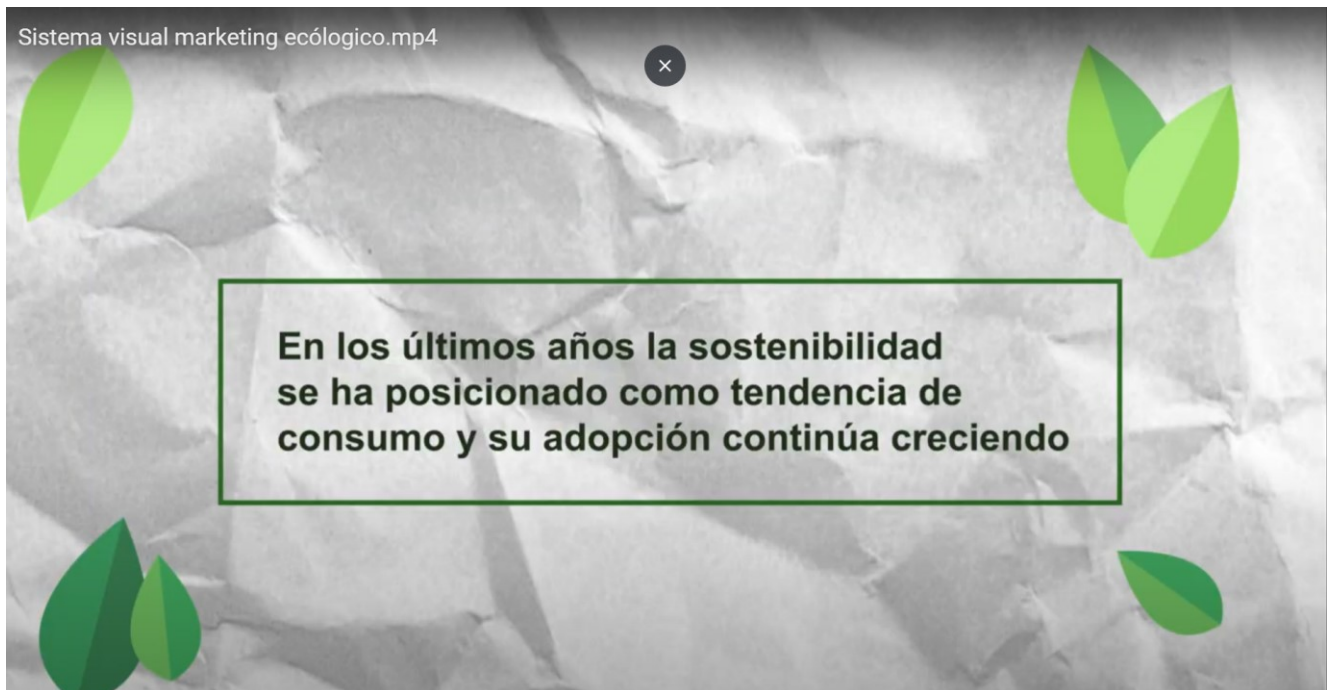 Sistema visual marketing ecólogico.mp4
En los últimos años la sostenibilidad
se ha posicionado como tendencia de
consumo y su adopción continúa creciendo